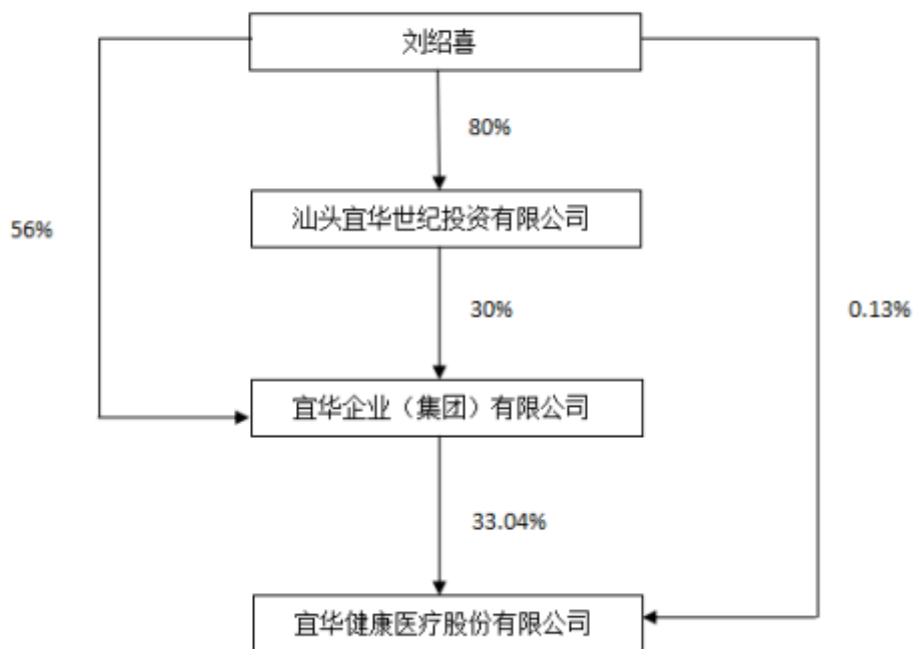 刘绍喜
80%
汕头宜华世纪投资有限公司
56%
30%
0.13%
宜华企业（集团）有限公司
33.04%
宜华健康医疗股份有限公司